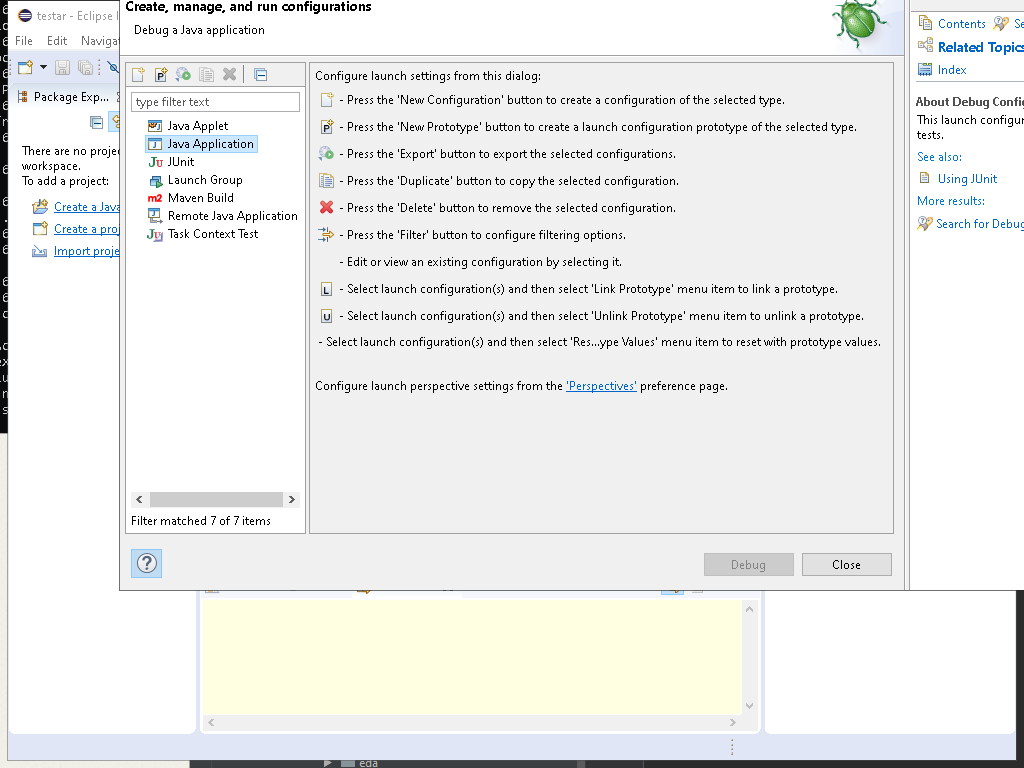 Create, manage, and run configurations
Debug a Java application
testar - Eclipse
File Edit Naviga
Package Exp...
There are no proje
workspace.
To add a project:
Create a Java
Create a proj
Import proje
type filter text
Java Applet
Java Application
JUnit
Launch Group
Maven Build
Remote Java Application
Task Context Test
Filter matched 7 of 7 items
Configure launch settings from this dialog:
- Press the 'New Configuration' button to create a configuration of the selected type.
- Press the 'New Prototype' button to create a launch configuration prototype of the selected type.
- Press the 'Export' button to export the selected configurations.
- Press the 'Duplicate' button to copy the selected configuration.
- Press the 'Delete' button to remove the selected configuration.
- Press the 'Filter' button to configure filtering options.
- Edit or view an existing configuration by selecting it.
- Select launch configuration(s) and then select 'Link Prototype' menu item to link a prototype.
- Select launch configuration(s) and then select 'Unlink Prototype' menu item to unlink a prototype.
- Select launch configuration(s) and then select 'Res...ype Values' menu item to reset with prototype values.
Configure launch perspective settings from the 'Perspectives' preference page.
Debug
Close
Contents Se
Related Topics
Index
About Debug Config
This launch configur
tests.
See also:
Using JUnit
More results:
Search for Debug
eda